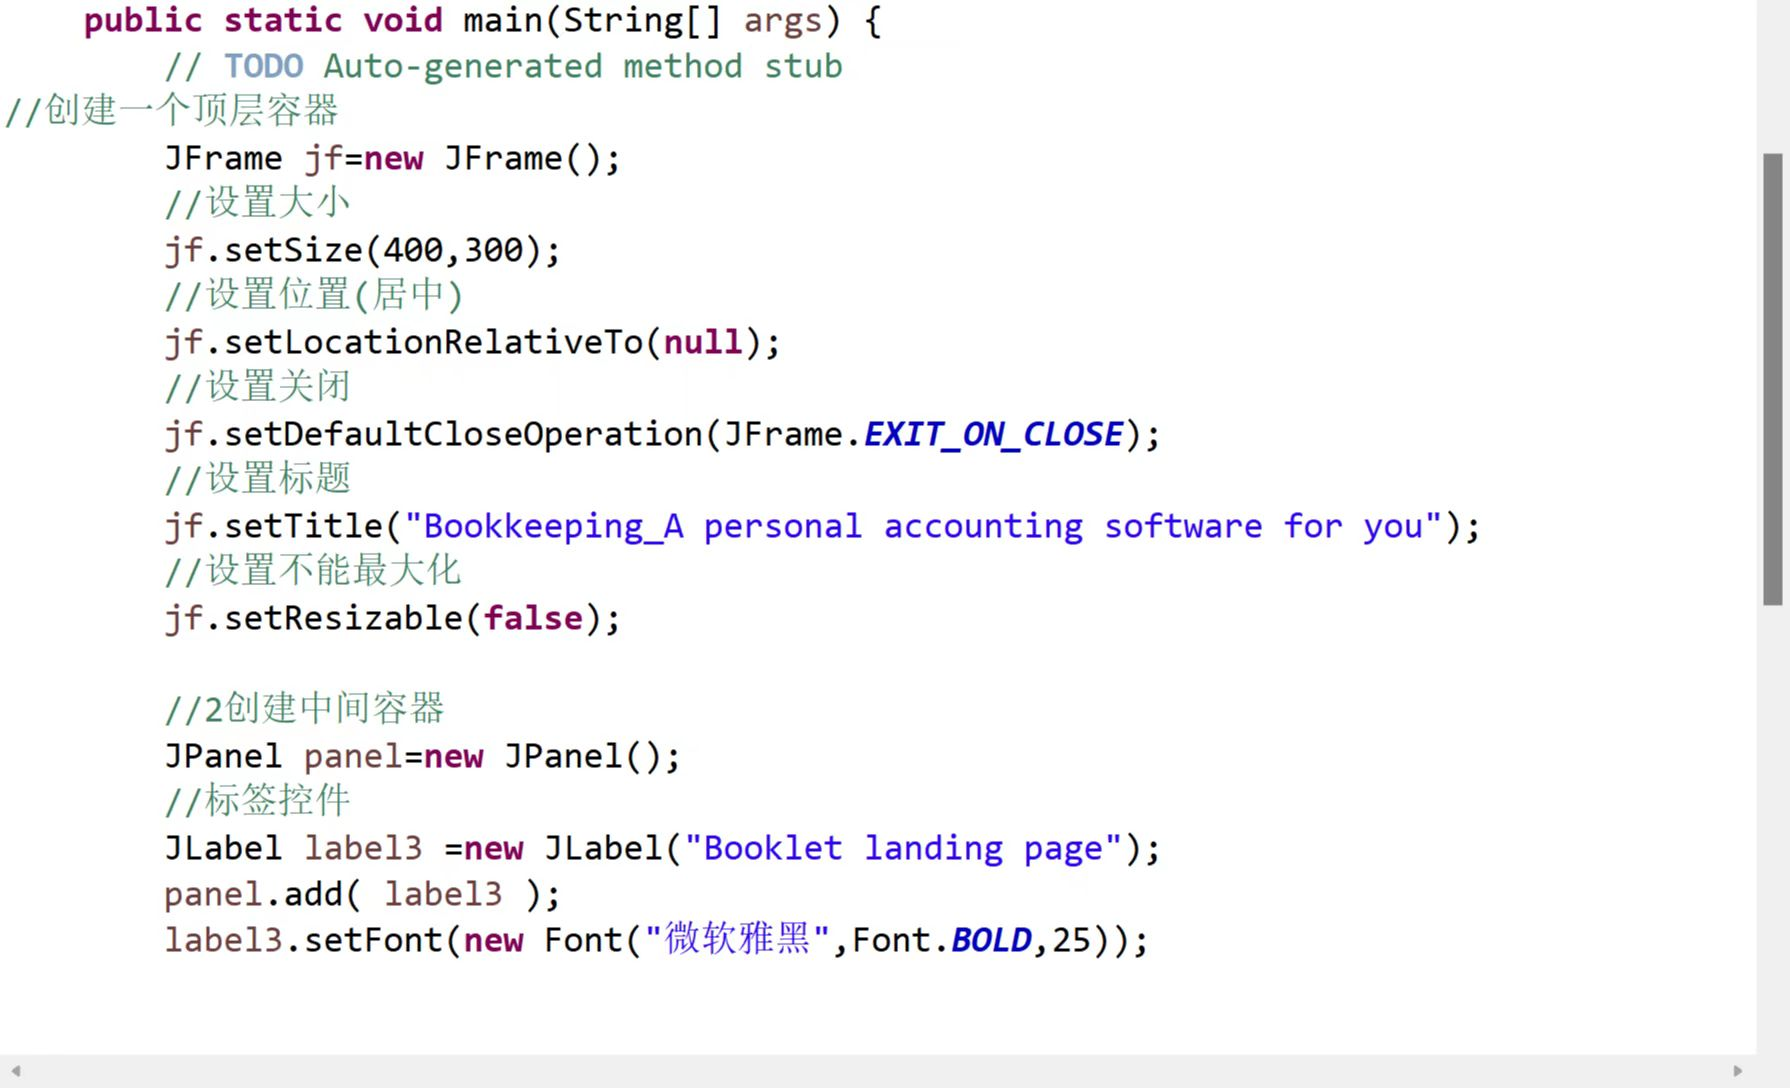 public static void main(String[] args) {
// TODO Auto-generated method stub
//创建一个顶层容器
JFrame jf=new JFrame();
//设置大小
jf.setSize(400,300);
//设置位置(居中)
jf.setLocationRelativeTo(null);
//设置关闭
jf.setDefaultCloseOperation(JFrame.EXIT_ON_CLOSE);
//设置标题
jf.setTitle("Bookkeeping_A personal accounting software for you");
//设置不能最大化
jf.setResizable(false);
//2创建中间容器
JPanel panel=new JPanel();
//标签控件
JLabel label3 =new JLabel("Booklet landing page");
panel.add( label3 );
label3.setFont(new Font("微软雅黑",Font.BOLD,25));